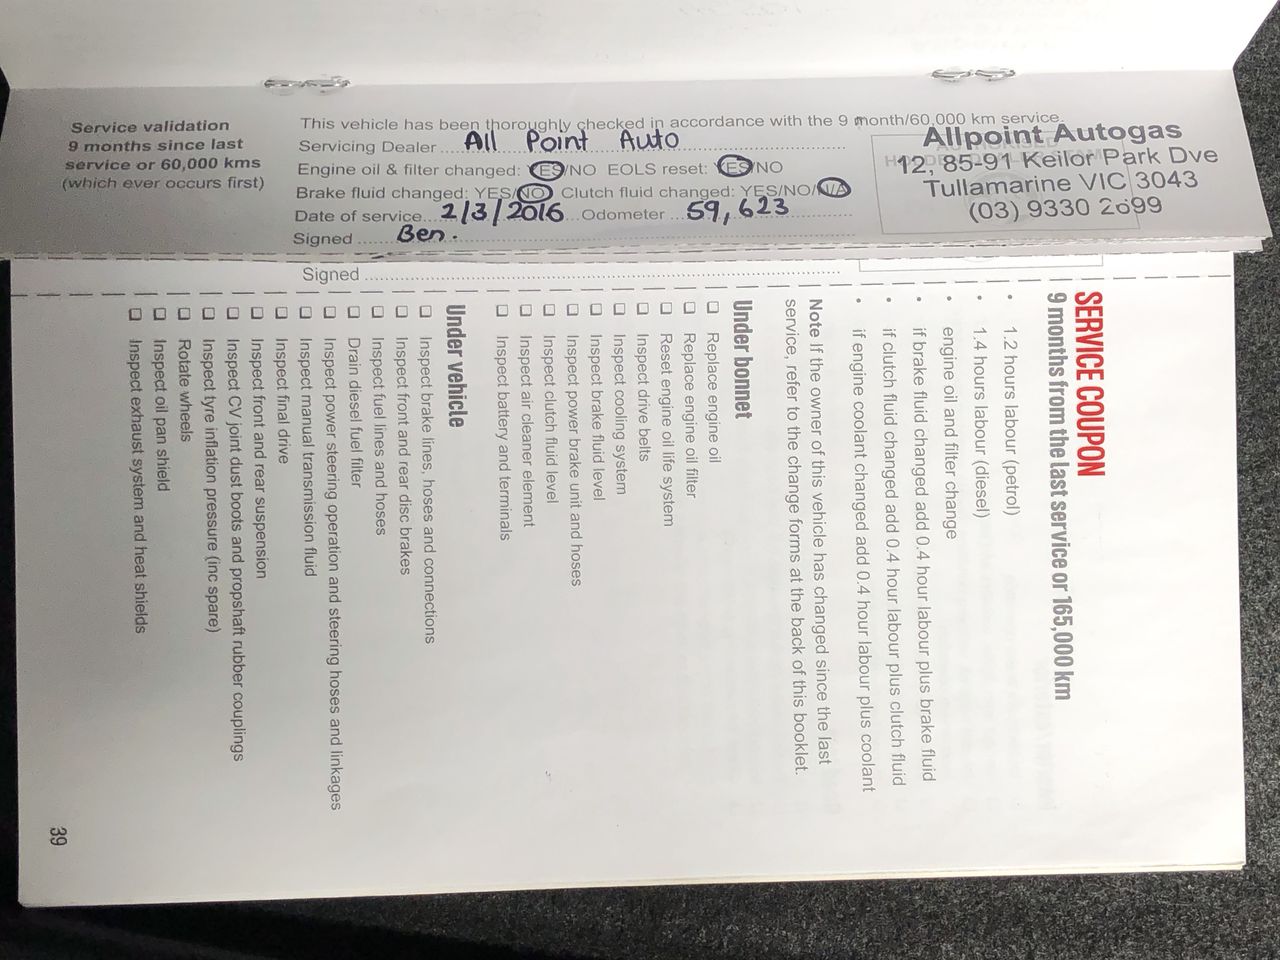 Service validation
9 months since last
service or 60,000 kms
(which ever occurs first)
This vehicle has been thoroughly checked in accordance with the 9 month/60,000 km service.
Servicing Dealer All Point Auto
Engine oil & filter changed: YES/NO EOLS reset: YES/NO
Brake fluid changed: YES/NO Clutch fluid changed: YES/NO/N/A
Date of service 2/3/2016 Odometer 59,623
Signed Ben.
Allpoint Autogas
12, 85-91 Keilor Park Dve
Tullamarine VIC 3043
(03) 9330 2099
Signed
SERVICE COUPON
9 months from the last service or 165,000 km
• 1.2 hours labour (petrol)
• 1.4 hours labour (diesel)
• engine oil and filter change
• if brake fluid changed add 0.4 hour labour plus brake fluid
• if clutch fluid changed add 0.4 hour labour plus clutch fluid
• if engine coolant changed add 0.4 hour labour plus coolant
Note If the owner of this vehicle has changed since the last
service, refer to the change forms at the back of this booklet.
Under bonnet
❏ Replace engine oil
❏ Replace engine oil filter
❏ Reset engine oil life system
❏ Inspect drive belts
❏ Inspect cooling system
❏ Inspect brake fluid level
❏ Inspect power brake unit and hoses
❏ Inspect clutch fluid level
❏ Inspect air cleaner element
❏ Inspect battery and terminals
Under vehicle
❏ Inspect brake lines, hoses and connections
❏ Inspect front and rear disc brakes
❏ Inspect fuel lines and hoses
❏ Drain diesel fuel filter
❏ Inspect power steering operation and steering hoses and linkages
❏ Inspect manual transmission fluid
❏ Inspect final drive
❏ Inspect front and rear suspension
❏ Inspect CV joint dust boots and propshaft rubber couplings
❏ Inspect tyre inflation pressure (inc spare)
❏ Rotate wheels
❏ Inspect oil pan shield
❏ Inspect exhaust system and heat shields
39